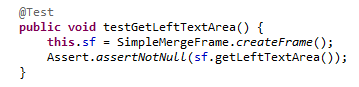 @Test
public void testGetLeftTextArea() {
    this.sf = SimpleMergeFrame.createFrame();
    Assert.assertNotNull(sf.getLeftTextArea());
}